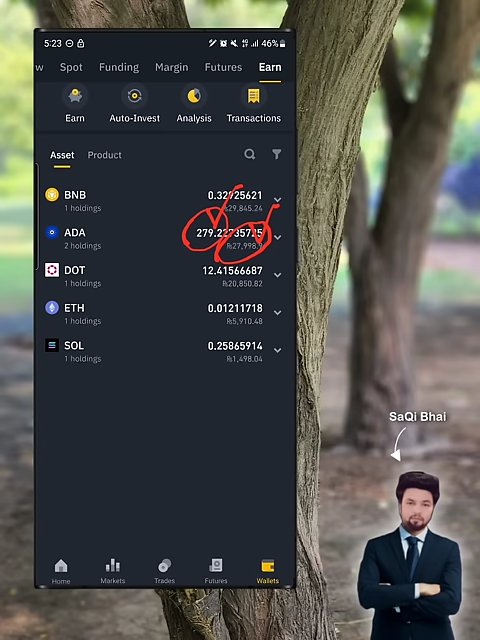 5:23 46%
w Spot Funding Margin Futures Earn
Earn Auto-Invest Analysis Transactions
Asset Product
BNB 0.32925621
1 holdings ₨29,845.24
ADA
2 holdings
DOT 12.41566687
1 holdings ₨20,850.82
ETH 0.01211718
1 holdings ₨5,910.48
SOL 0.25865914
1 holdings ₨1,498.04
SaQi Bhai
Home Markets Trades Futures Wallets